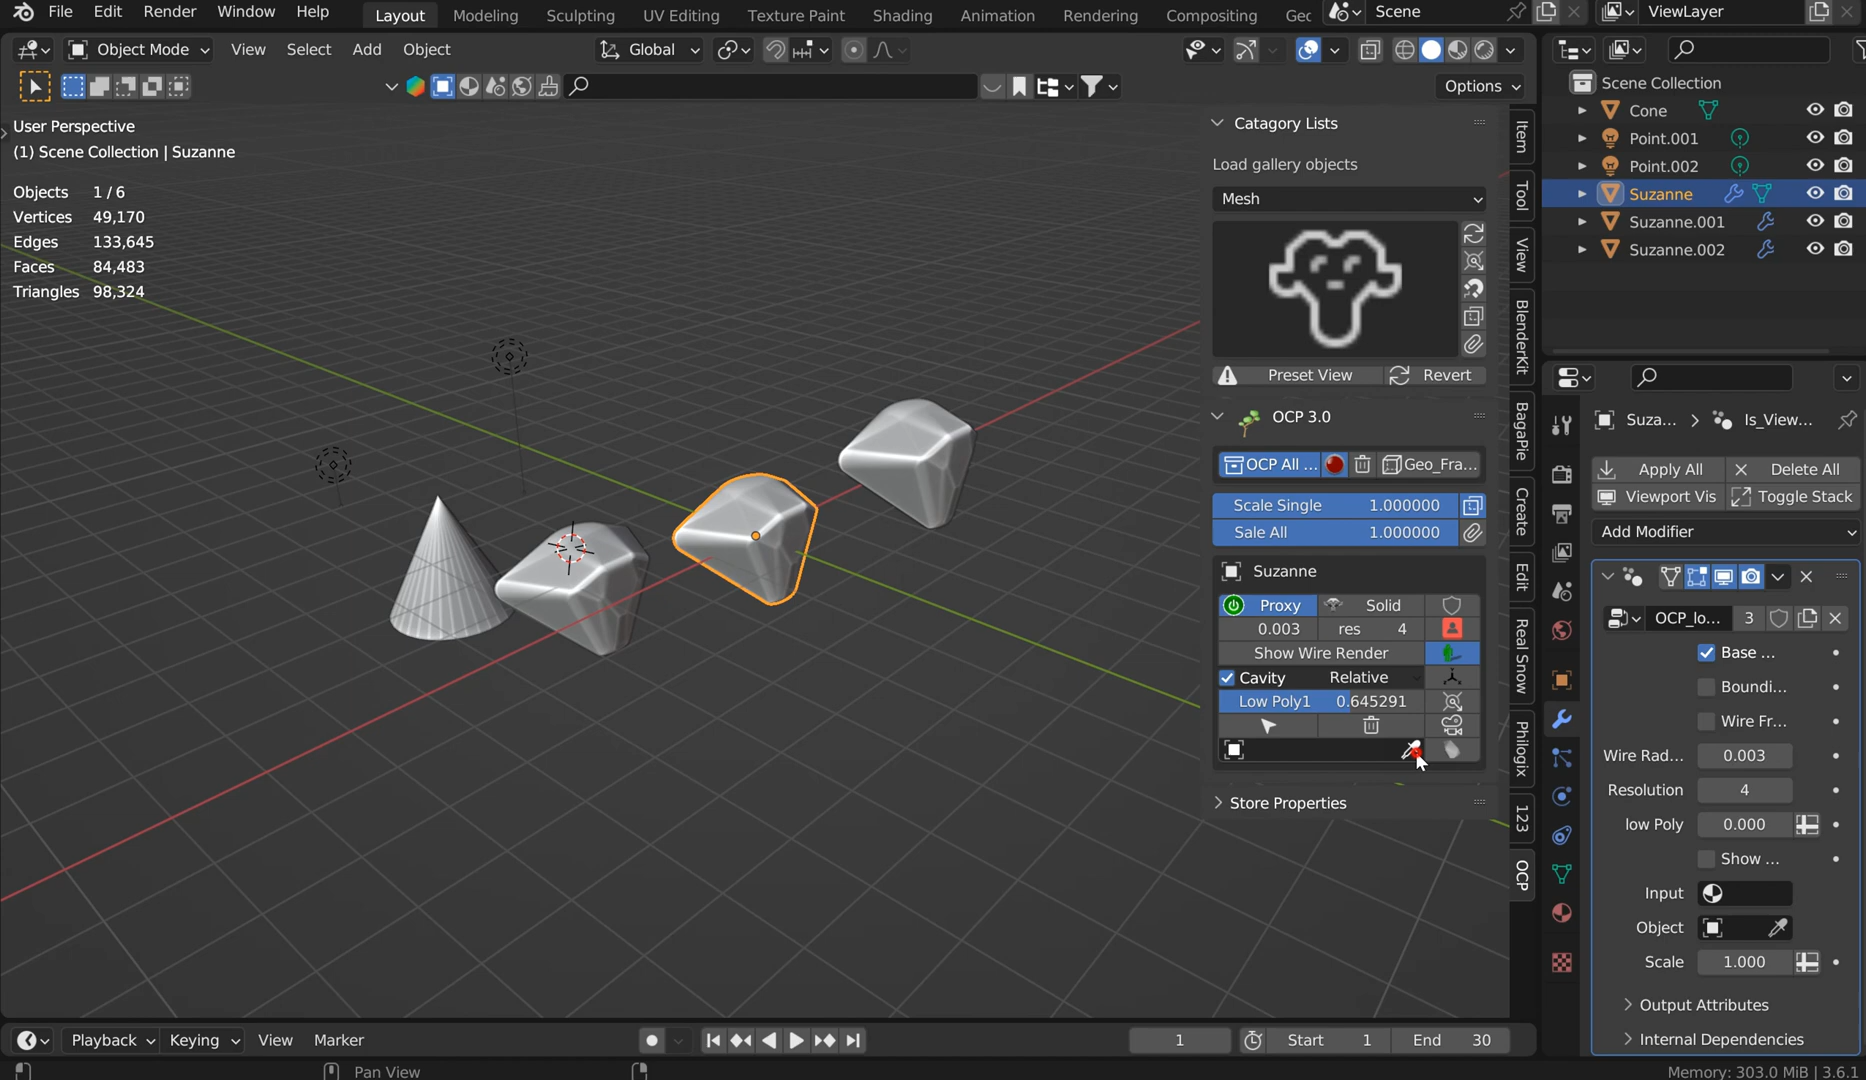 File Edit Render Window Help Layout Modeling Sculpting UV Editing Texture Paint Shading Animation Rendering Compositing Geo Scene ViewLayer
Object Mode View Select Add Object Global
Options
User Perspective
(1) Scene Collection | Suzanne
Objects 1 / 6
Vertices 49,170
Edges 133,645
Faces 84,483
Triangles 98,324
Catagory Lists
Load gallery objects
Mesh
Preset View Revert
OCP 3.0
OCP All ... Geo_Fra...
Scale Single 1.000000
Sale All 1.000000
Suzanne
Proxy Solid
0.003 res 4
Show Wire Render
Cavity Relative
Low Poly1 0.645291
Store Properties
Item
Tool
View
BlenderKit
BagaPie
Create
Edit
Real Snow
Philogix
123
OCP
Scene Collection
Cone
Point.001
Point.002
Suzanne
Suzanne.001
Suzanne.002
Suza... Is_View...
Apply All Delete All
Viewport Vis Toggle Stack
Add Modifier
OCP_lo... 3
Base ...
Boundi...
Wire Fr...
Wire Rad... 0.003
Resolution 4
low Poly 0.000
Show ...
Input
Object
Scale 1.000
Output Attributes
Internal Dependencies
Playback Keying View Marker 1 Start 1 End 30
Pan View Memory: 303.0 MiB | 3.6.1